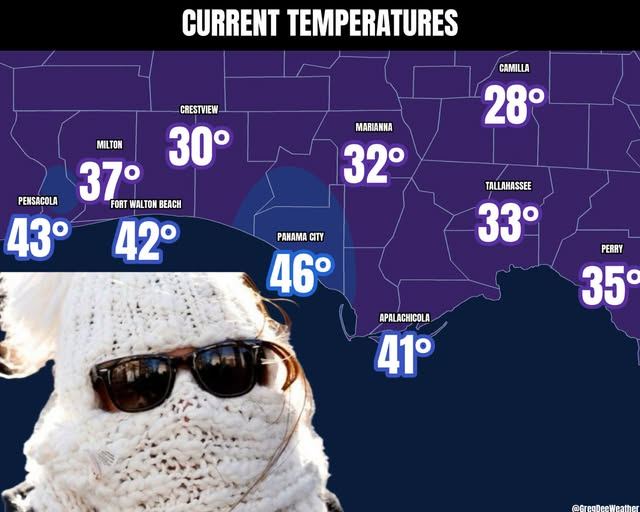 CURRENT TEMPERATURES
CAMILLA
28°
CRESTVIEW
30°
MARIANNA
32°
MILTON
37°
TALLAHASSEE
33°
PENSACOLA
43°
FORT WALTON BEACH
42°
PANAMA CITY
46°
PERRY
35°
APALACHICOLA
41°
@GregDeeWeather